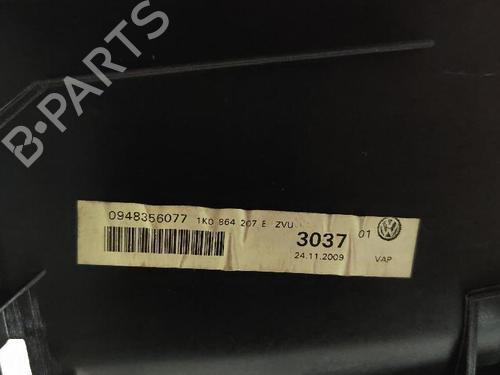 B-PARTS
0948356077 1K0 864 207 E ZVU
3037 01
24.11.2009 VAP